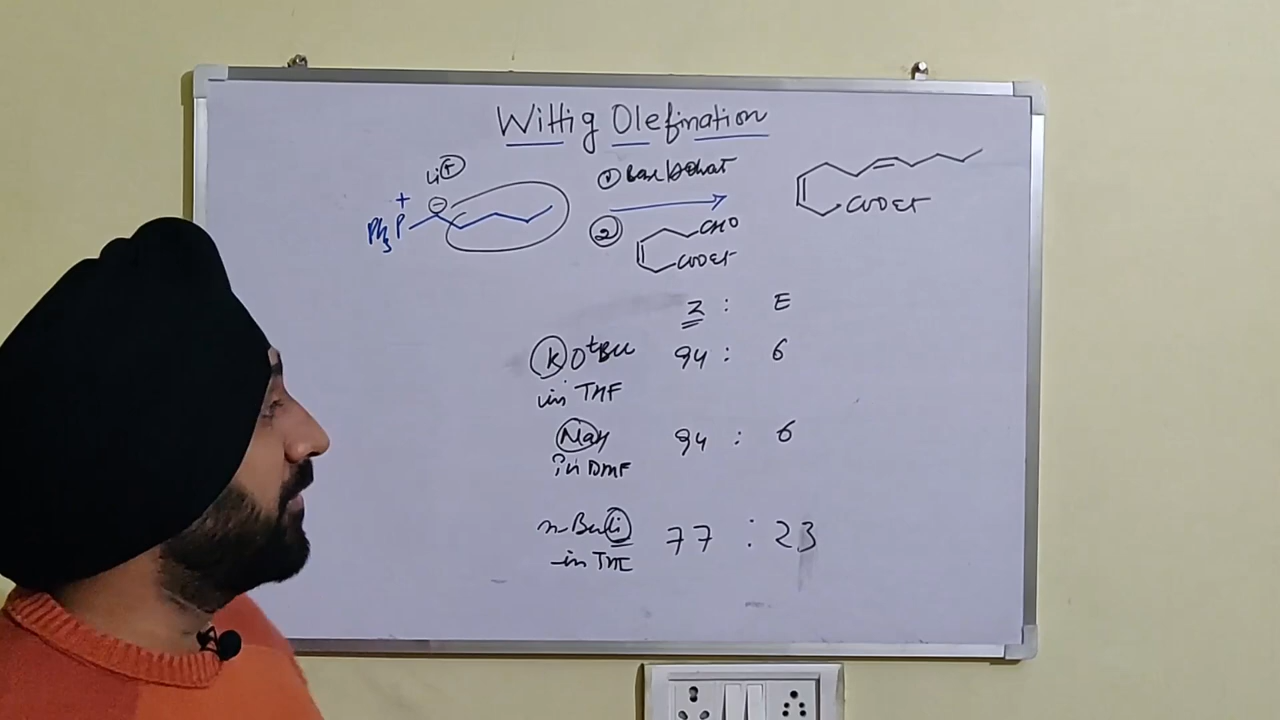 Wittig Olefination
Li⊕
Ph₃P⁺ ⊖
① Base/Solvat
② CHO
COOEt
COOEt
Z : E
KOᵗBu 94 : 6
in THF
NaH 94 : 6
in DMF
n-BuLi 77 : 23
in THF